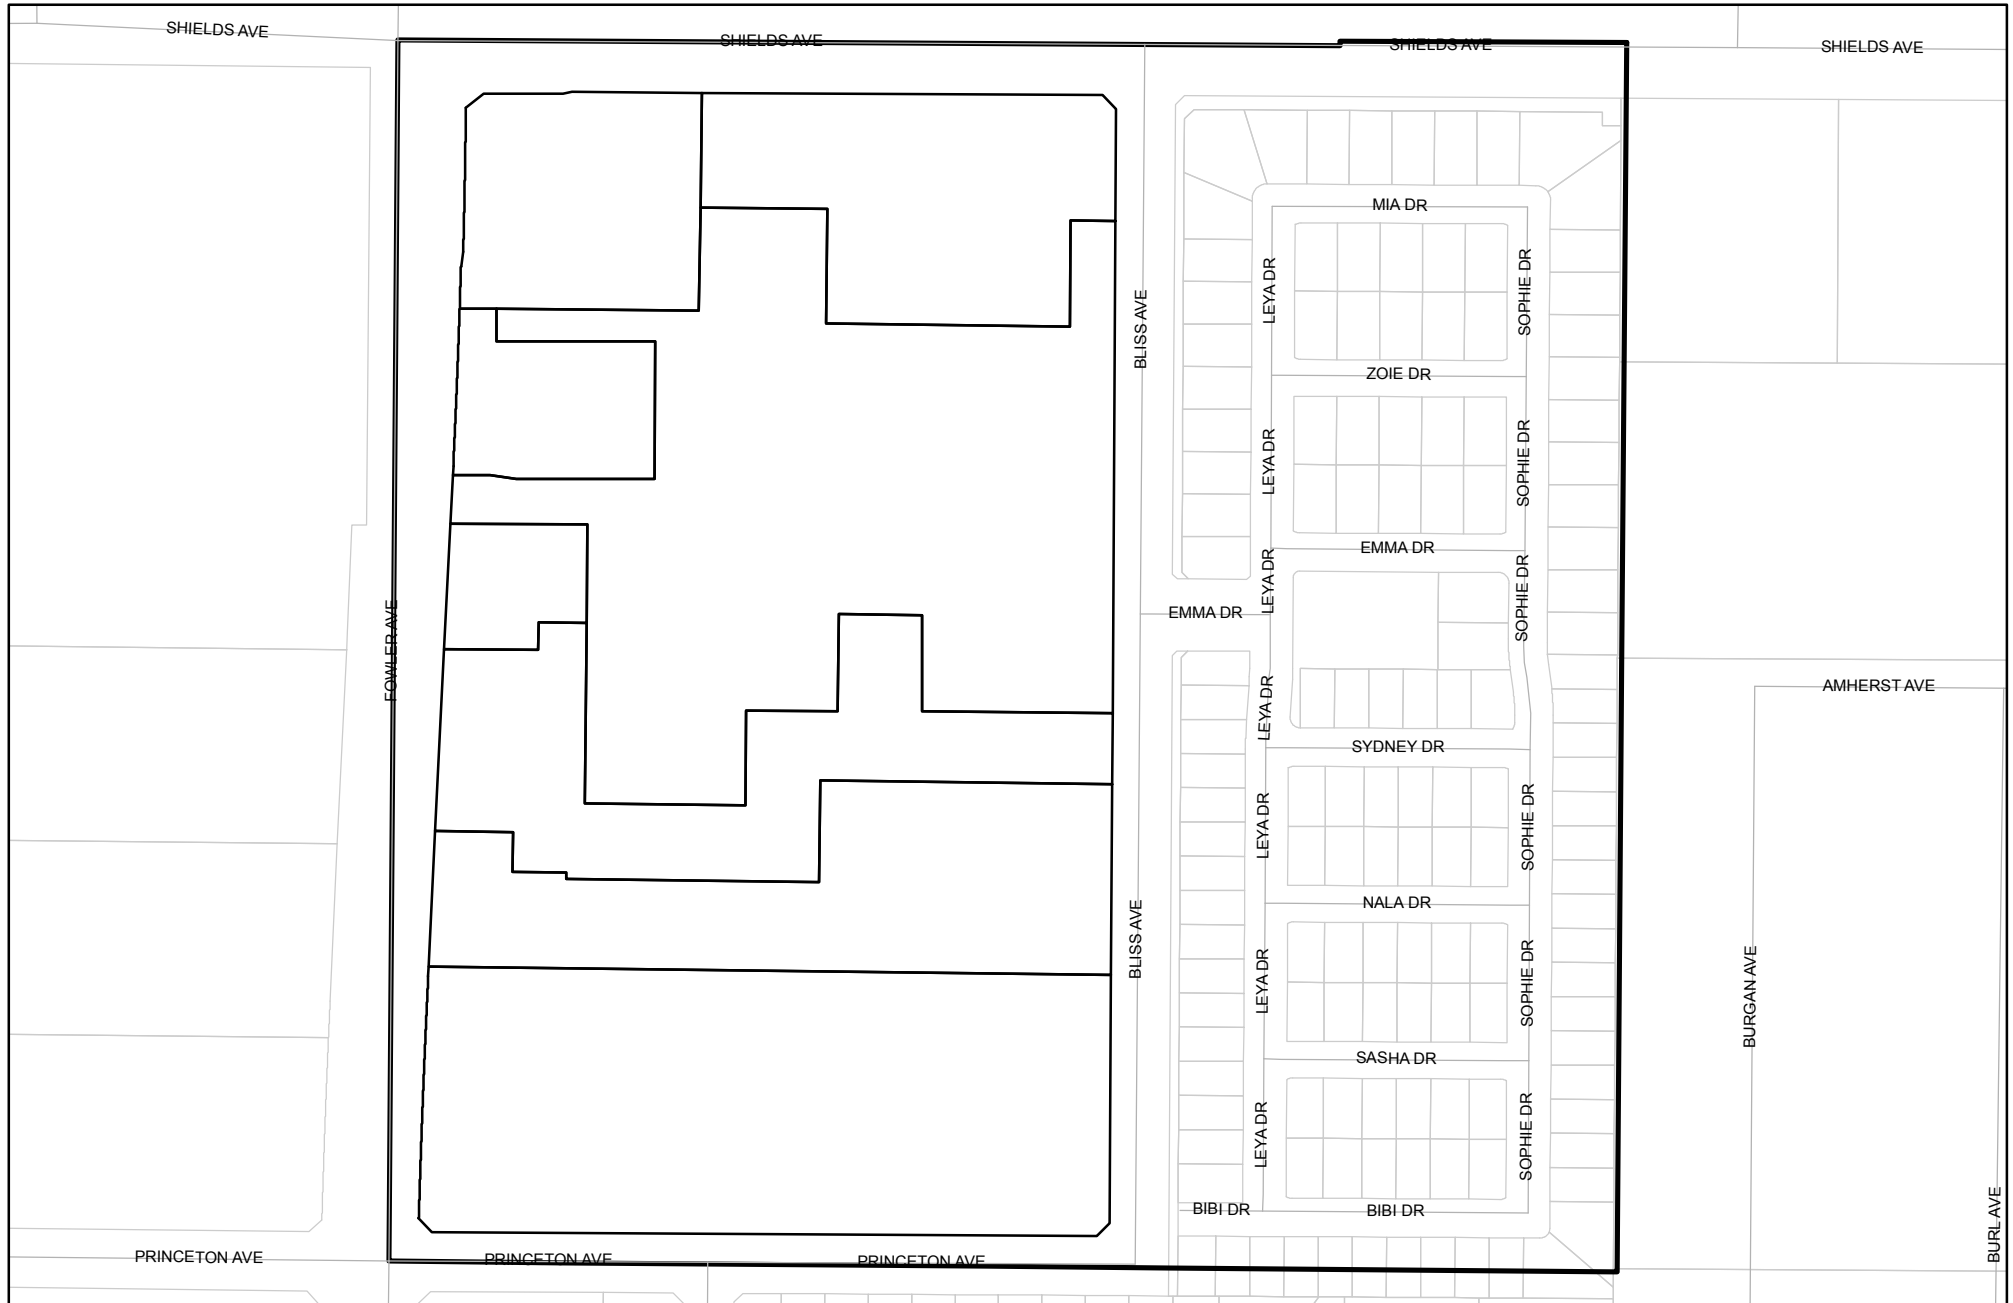 SHIELDS AVE
SHIELDS AVE
SHIELDS AVE
SHIELDS AVE
MIA DR
LEYA DR
SOPHIE DR
BLISS AVE
ZOIE DR
LEYA DR
SOPHIE DR
EMMA DR
LEYA DR
SOPHIE DR
EMMA DR
FOWLER AVE
AMHERST AVE
LEYA DR
SYDNEY DR
LEYA DR
SOPHIE DR
NALA DR
BLISS AVE
LEYA DR
SOPHIE DR
BURGAN AVE
SASHA DR
LEYA DR
SOPHIE DR
BIBI DR
BIBI DR
BURL AVE
PRINCETON AVE
PRINCETON AVE
PRINCETON AVE